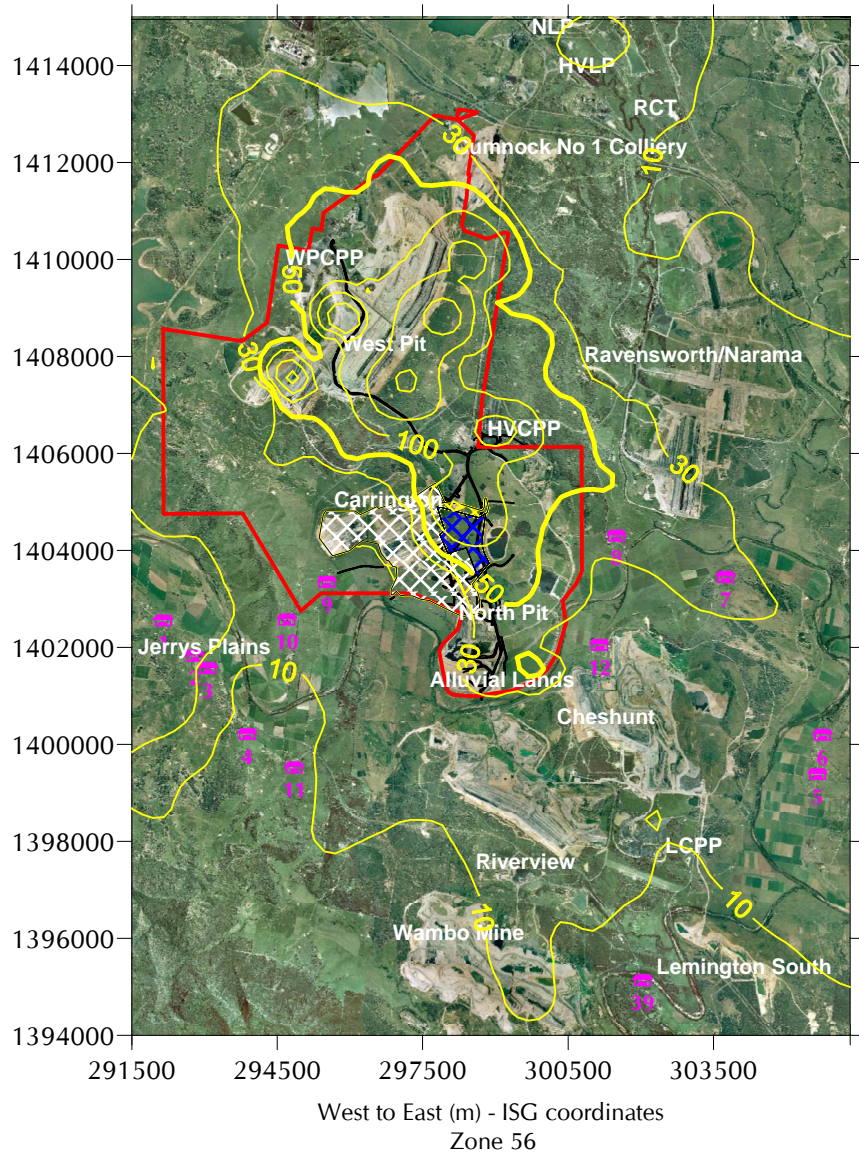 NLP
1414000
HVLP
RCT
30
1412000
Cumnock No 1 Colliery
10
WPCPP
1410000
50
1408000
West Pit
30
Ravensworth/Narama
100
HVCPP
1406000
30
Carrington
1404000
8
7
9
50
North Pit
1
10
1402000
Jerrys Plains
30
12
10
3
Alluvial Lands
Cheshunt
4
1400000
6
11
5
1398000
LCPP
Riverview
10
10
Wambo Mine
1396000
Lemington South
39
1394000
291500 294500 297500 300500 303500
West to East (m) - ISG coordinates
Zone 56